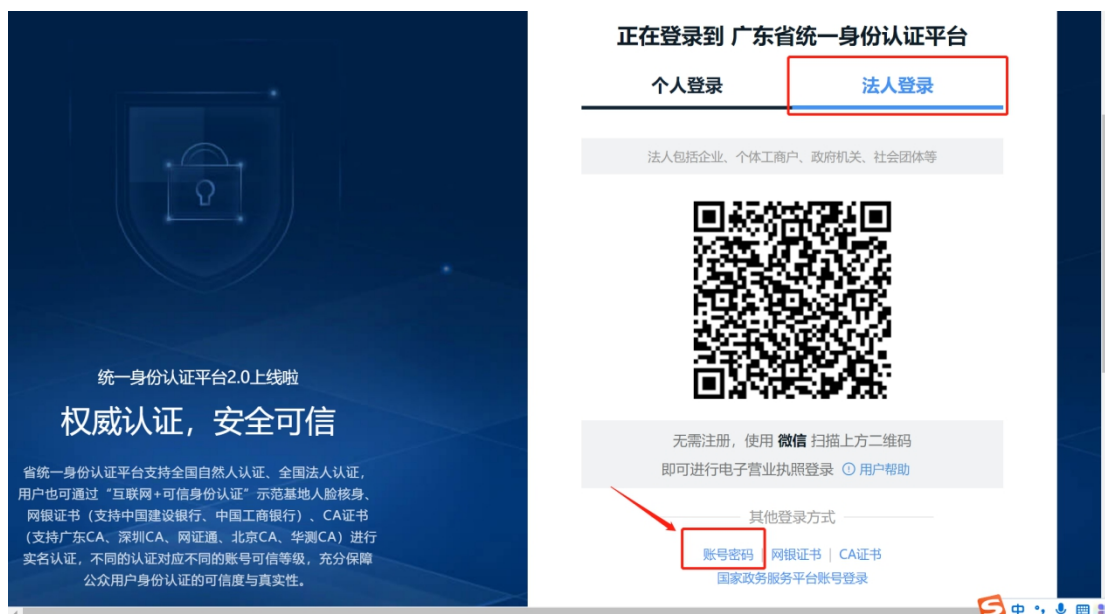 统一身份认证平台2.0上线啦
权威认证，安全可信
省统一身份认证平台支持全国自然人认证、全国法人认证，
用户也可通过“互联网+可信身份认证”示范基地人脸核身、
网银证书（支持中国建设银行、中国工商银行）、CA证书
（支持广东CA、深圳CA、网证通、北京CA、华测CA）进行
实名认证，不同的认证对应不同的账号可信等级，充分保障
公众用户身份认证的可信度与真实性。
正在登录到 广东省统一身份认证平台
个人登录 法人登录
法人包括企业、个体工商户、政府机关、社会团体等
无需注册，使用 微信 扫描上方二维码
即可进行电子营业执照登录 用户帮助
其他登录方式
账号密码 | 网银证书 | CA证书
国家政务服务平台账号登录
中